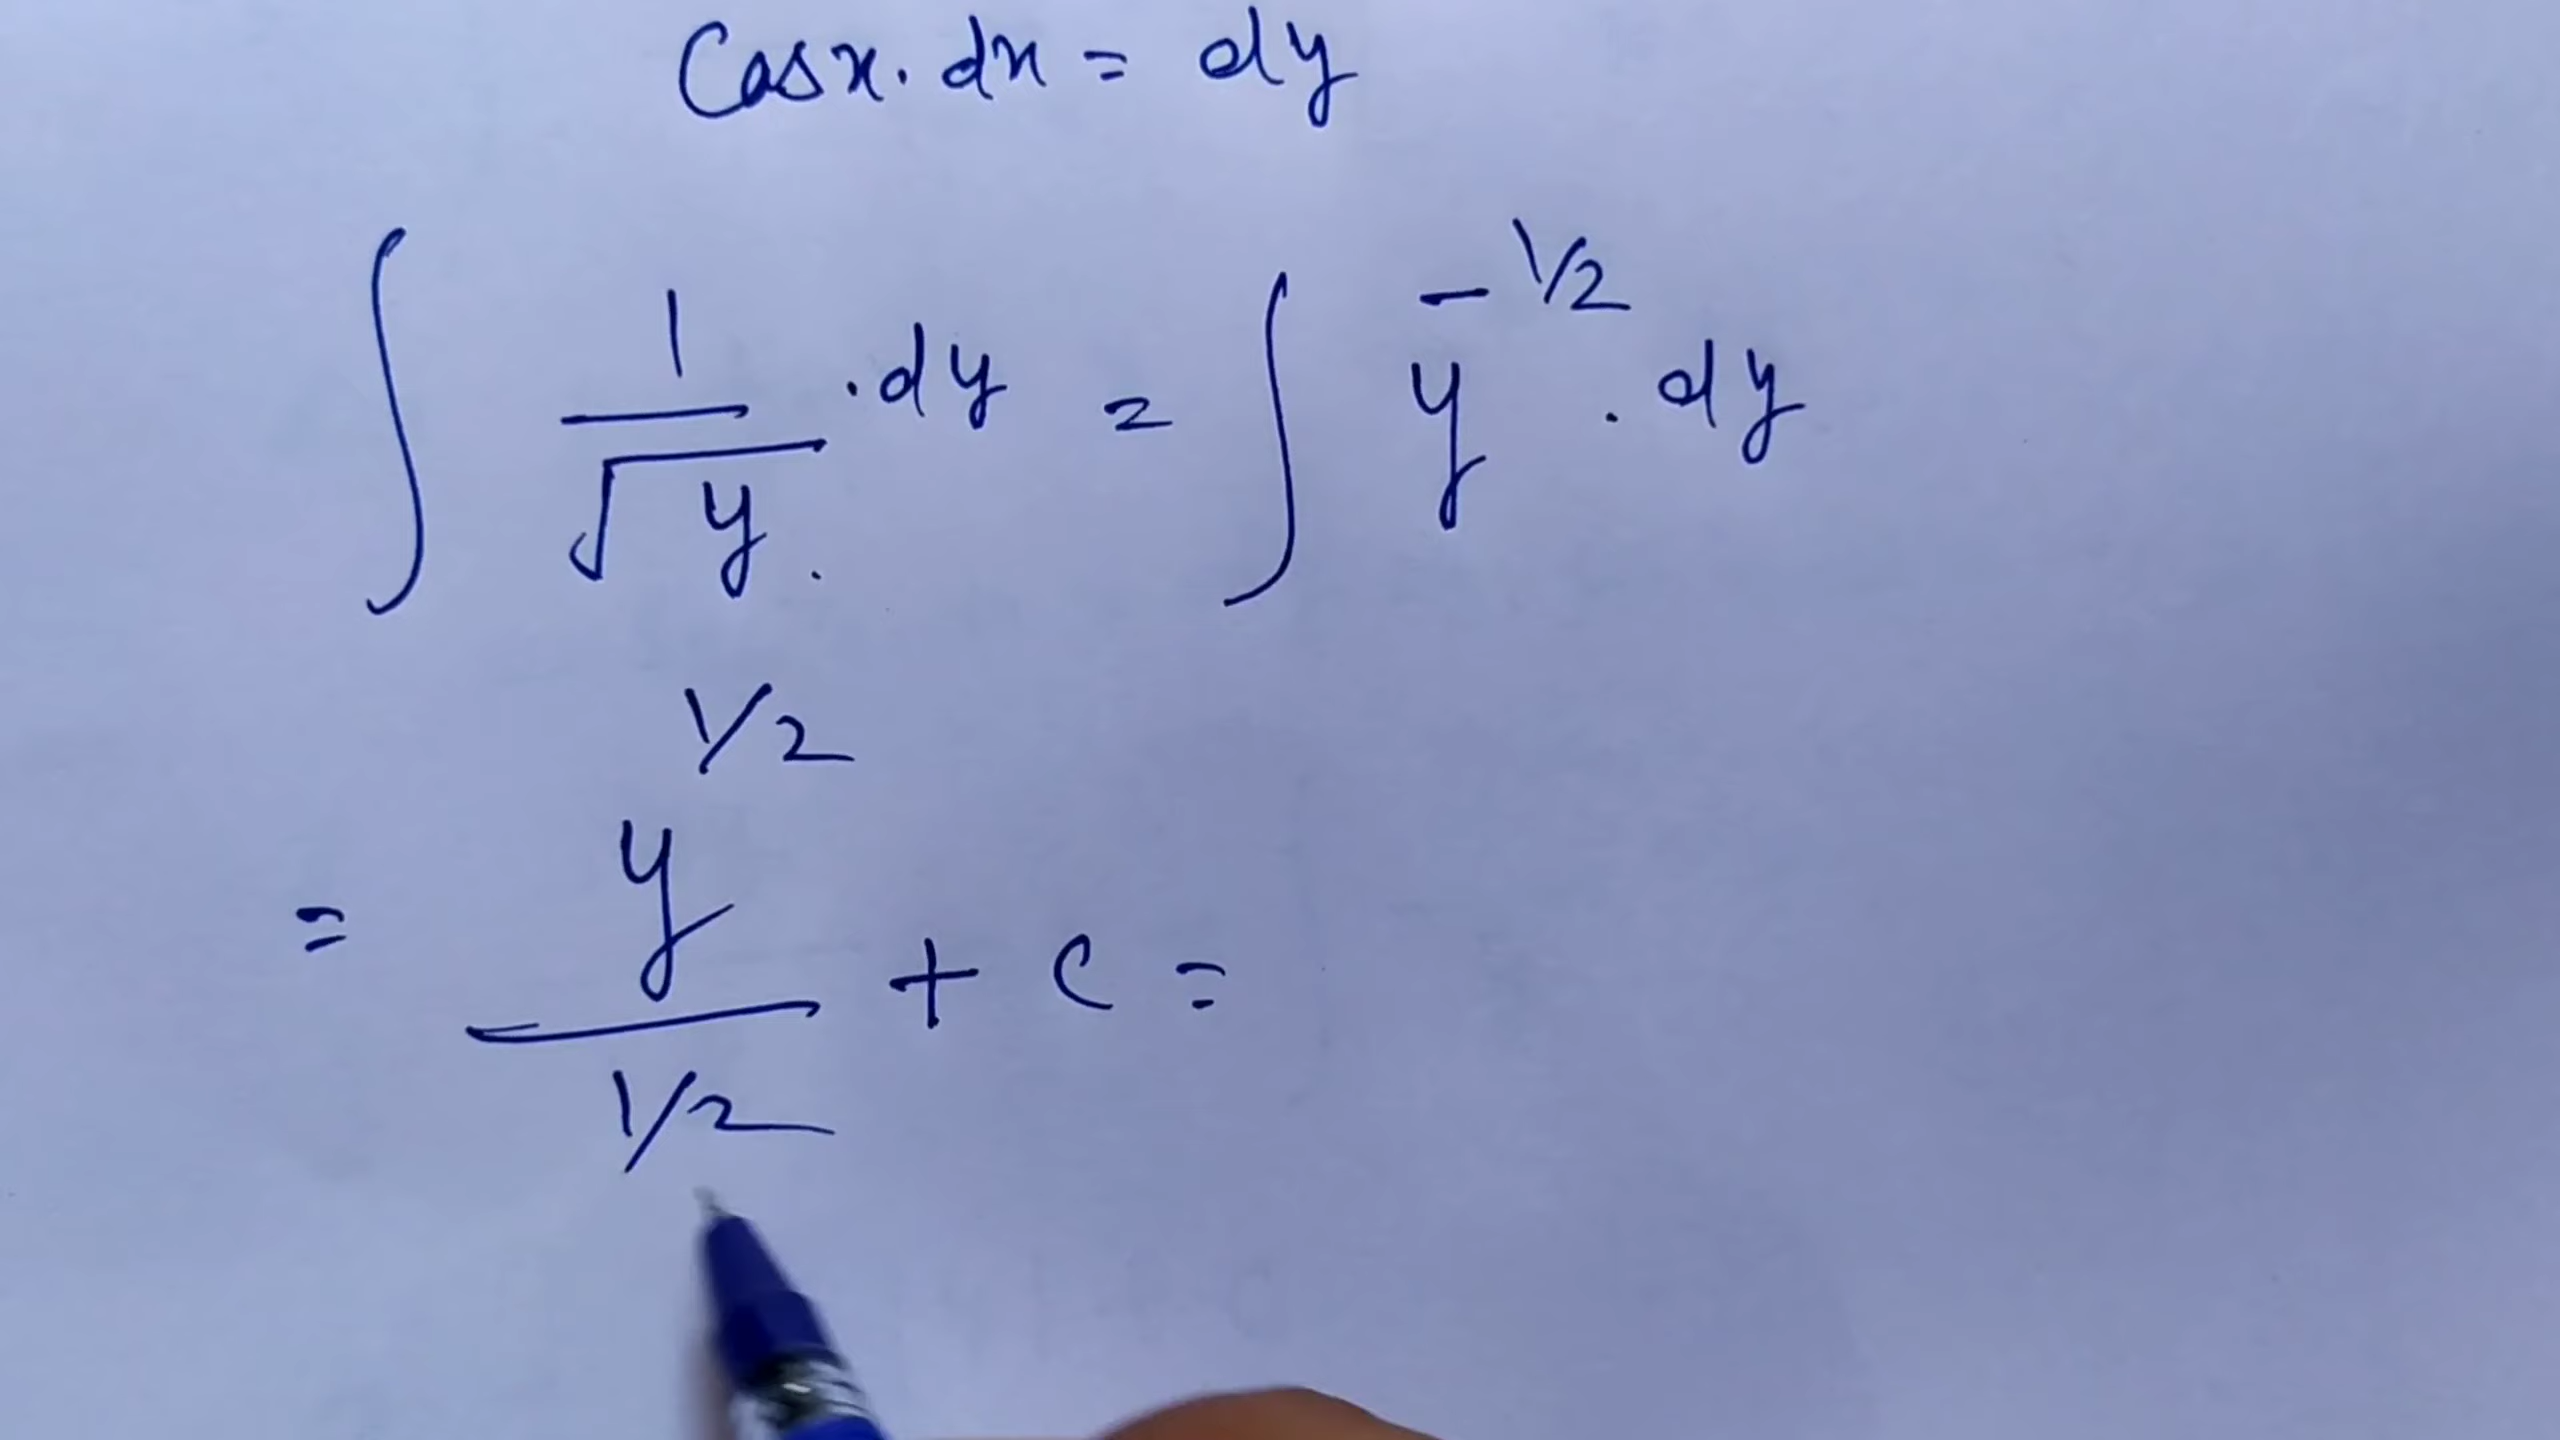 Cosx. dx = dy
∫ 1/√y. .dy = ∫ y^-1/2 . dy
= y^1/2 / 1/2 + c =